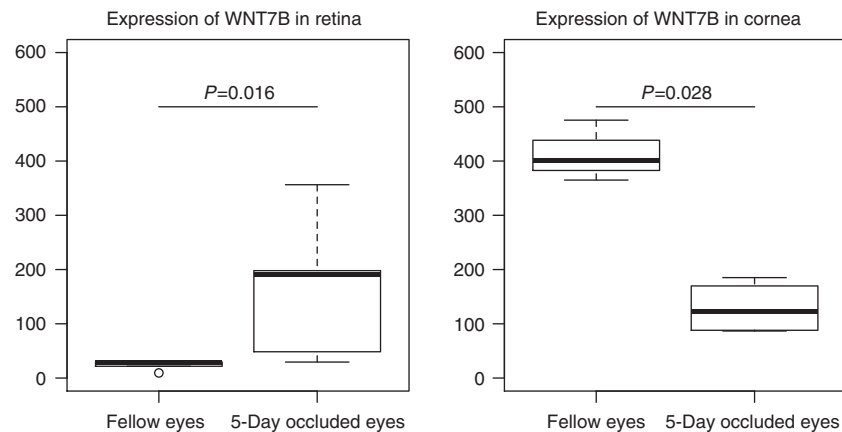 Expression of WNT7B in retina
600
500
400
300
200
100
0
P=0.016
Fellow eyes
5-Day occluded eyes
Expression of WNT7B in cornea
600
500
400
300
200
100
0
P=0.028
Fellow eyes
5-Day occluded eyes